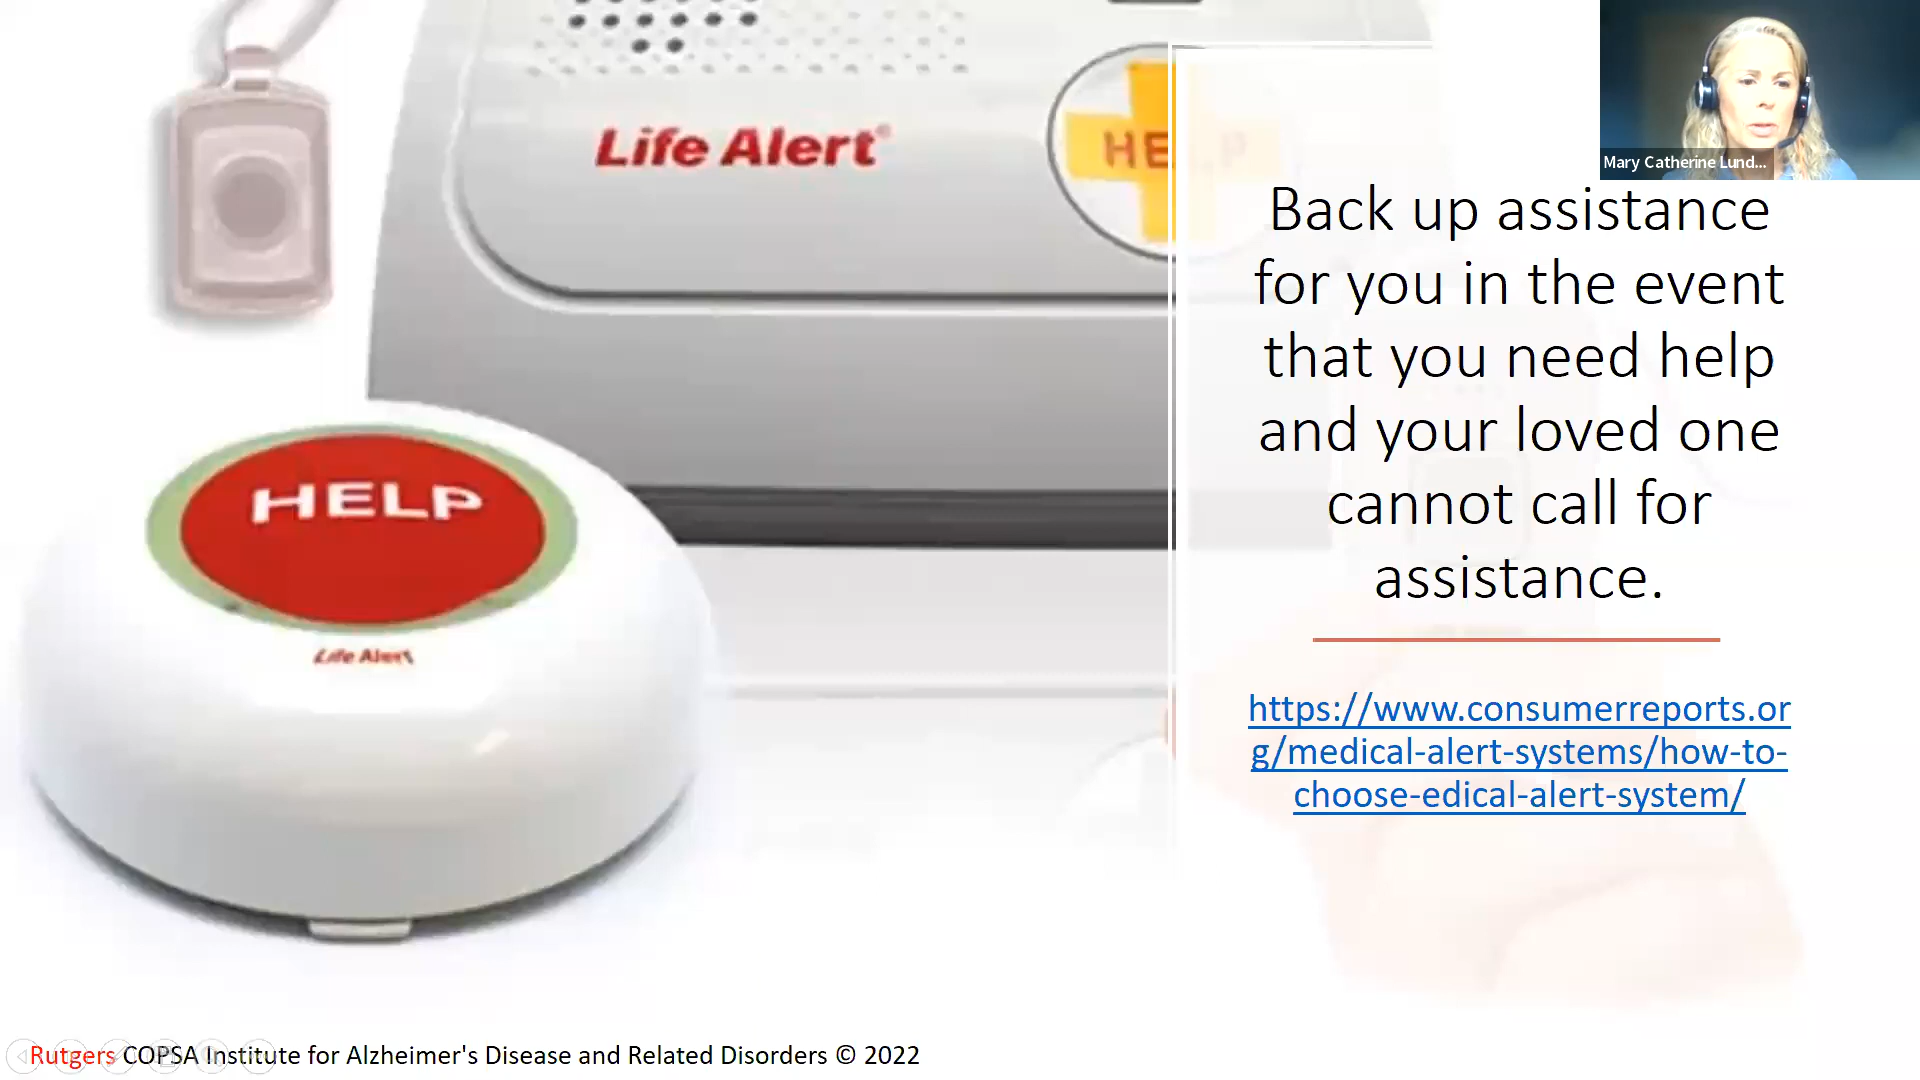 Life Alert®
HELP
Mary Catherine Lund...
Back up assistance
for you in the event
that you need help
and your loved one
cannot call for
assistance.
HELP
Life Alert
https://www.consumerreports.or
g/medical-alert-systems/how-to-
choose-edical-alert-system/
Rutgers COPSA Institute for Alzheimer's Disease and Related Disorders © 2022